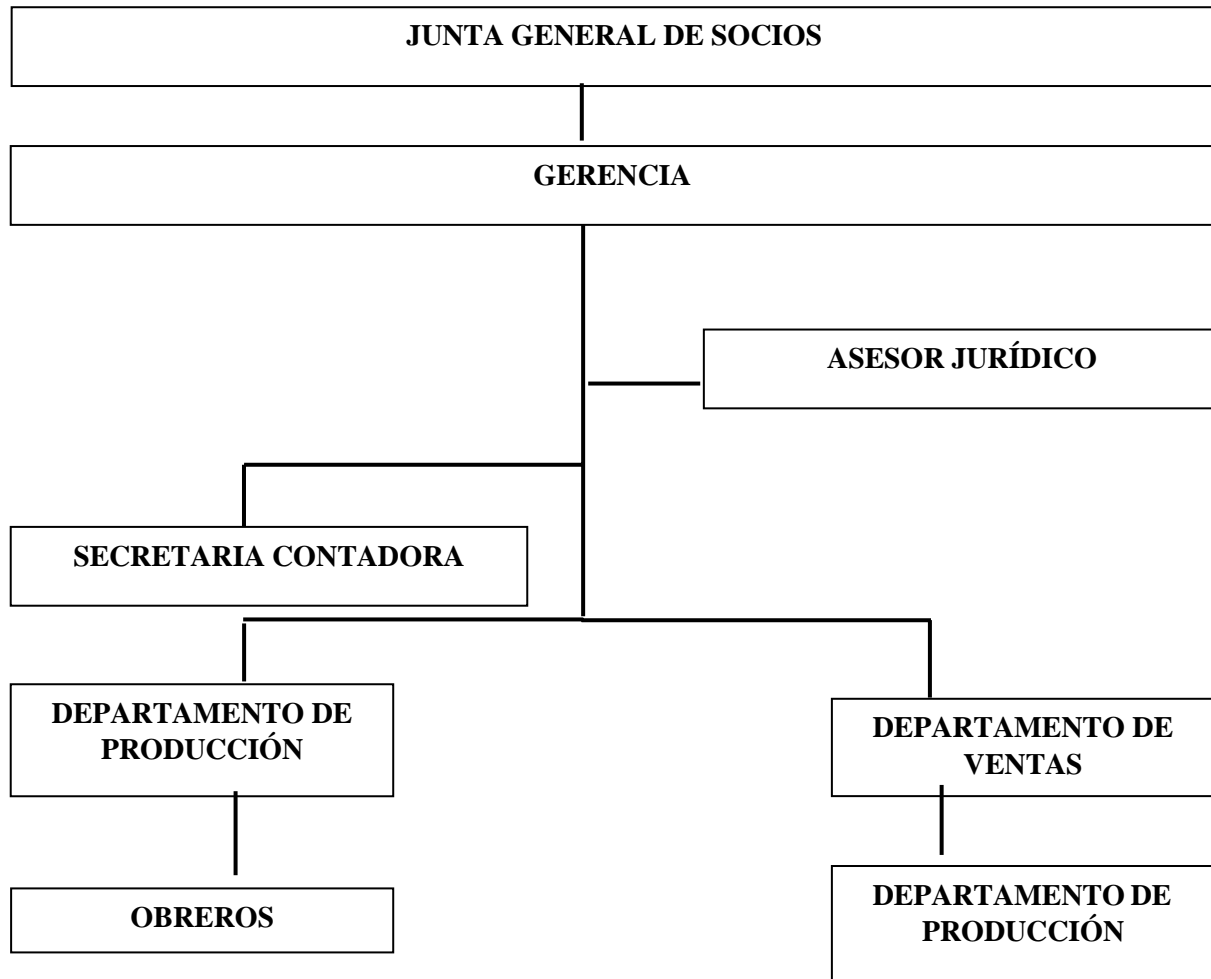 JUNTA GENERAL DE SOCIOS
GERENCIA
ASESOR JURÍDICO
SECRETARIA CONTADORA
DEPARTAMENTO DE
PRODUCCIÓN
DEPARTAMENTO DE
VENTAS
OBREROS
DEPARTAMENTO DE
PRODUCCIÓN